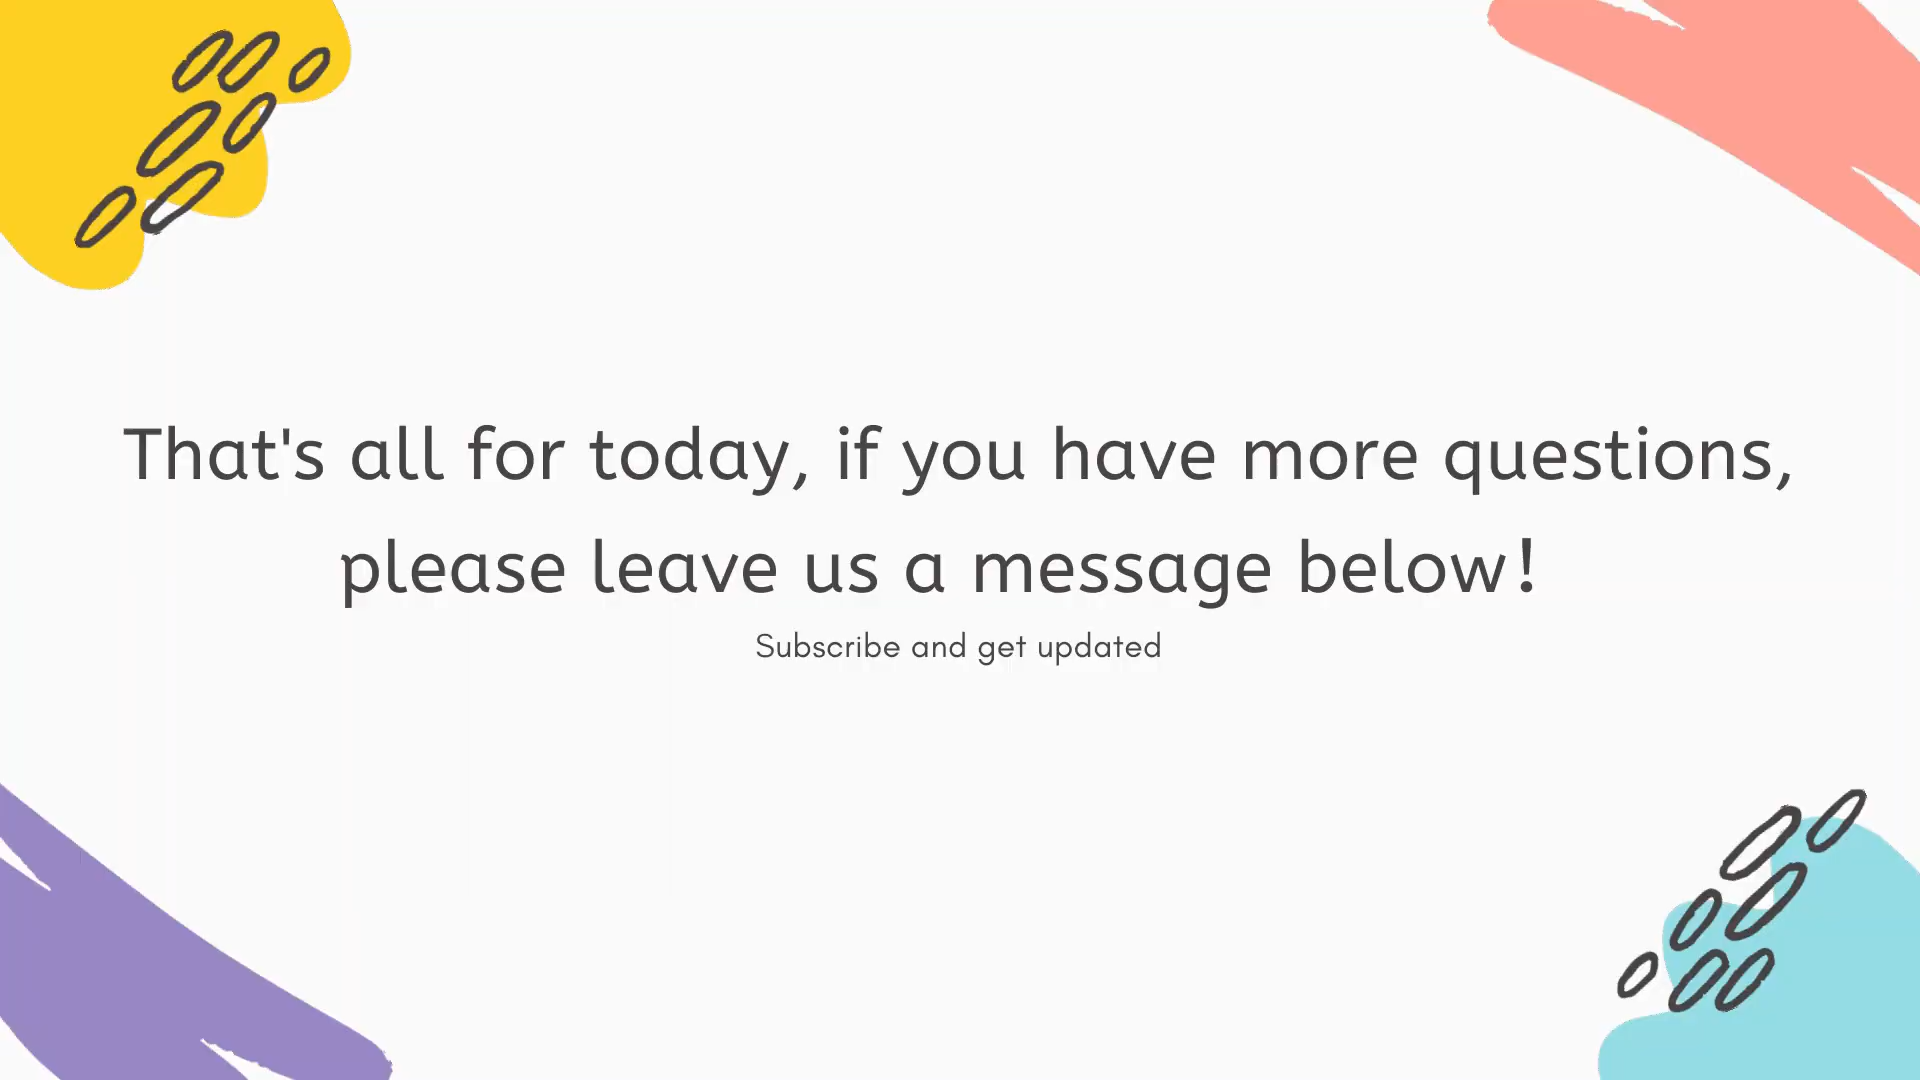 That's all for today, if you have more questions,
please leave us a message below!
Subscribe and get updated